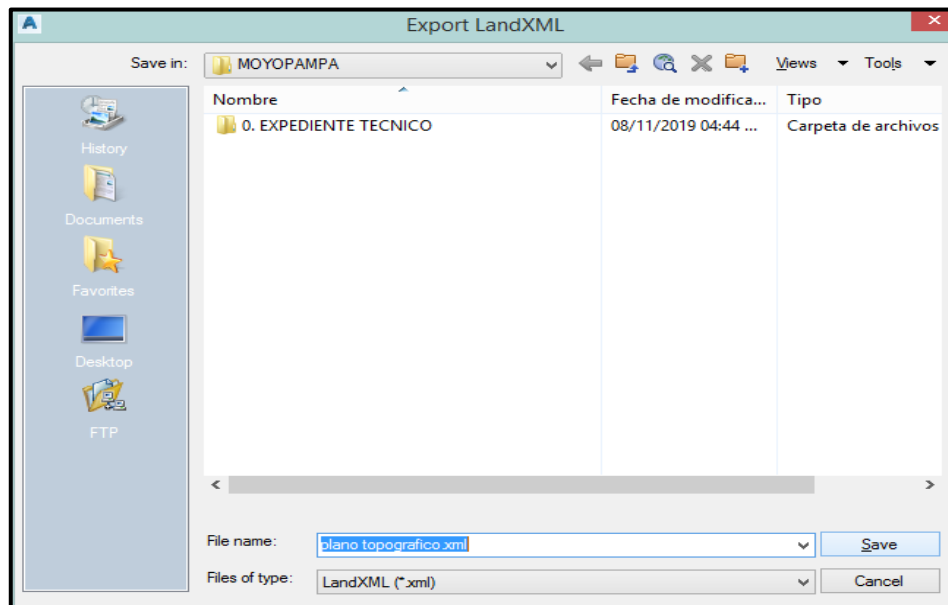 Export LandXML
Save in: MOYOPAMPA Views Tools
Nombre Fecha de modifica... Tipo
0. EXPEDIENTE TECNICO 08/11/2019 04:44 ... Carpeta de archivos
History
Documents
Favorites
Desktop
FTP
File name: plano topografico.xml Save
Files of type: LandXML (*.xml) Cancel